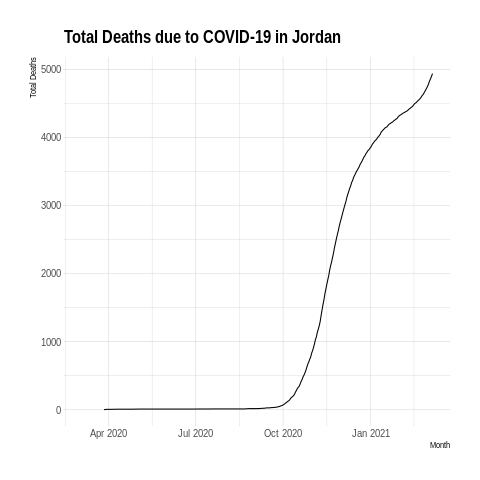 Total Deaths due to COVID-19 in Jordan
Total Deaths
5000
4000
3000
2000
1000
0
Apr 2020 Jul 2020 Oct 2020 Jan 2021
Month